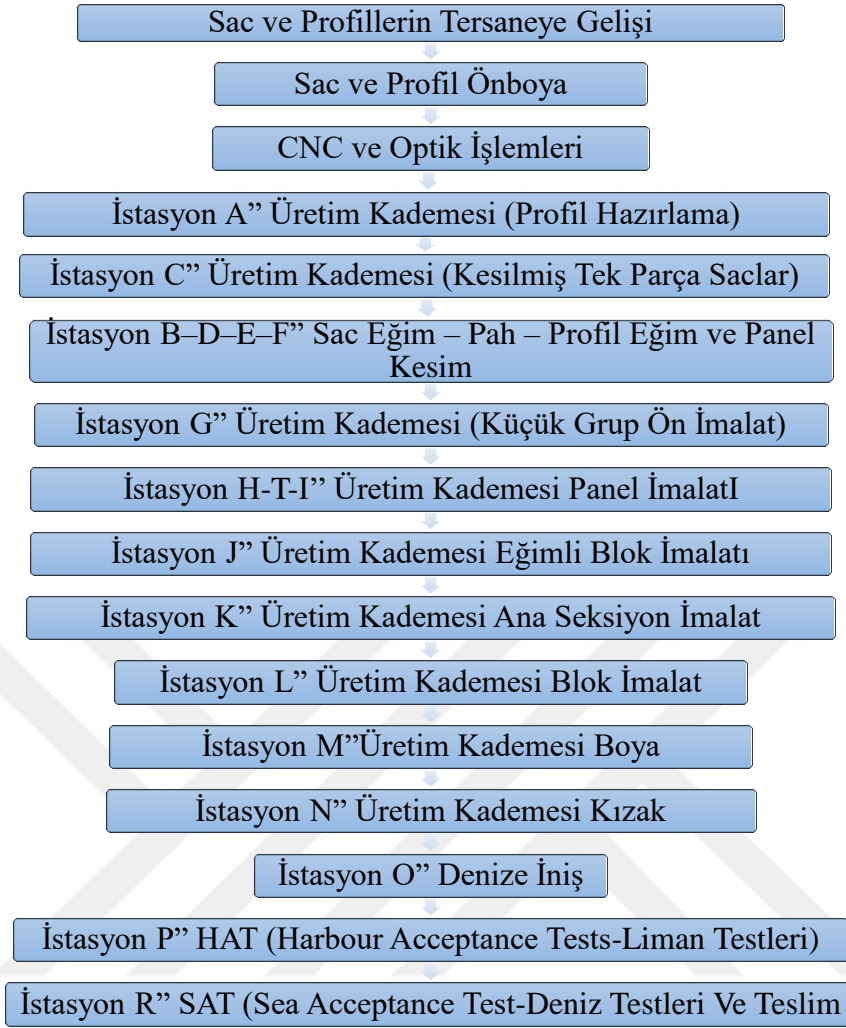 Sac ve Profillerin Tersaneye Gelişi
Sac ve Profil Önboya
CNC ve Optik İşlemleri
İstasyon A” Üretim Kademesi (Profil Hazırlama)
İstasyon C” Üretim Kademesi (Kesilmiş Tek Parça Saclar)
İstasyon B–D–E–F” Sac Eğim – Pah – Profil Eğim ve Panel
Kesim
İstasyon G” Üretim Kademesi (Küçük Grup Ön İmalat)
İstasyon H-T-I” Üretim Kademesi Panel İmalatI
İstasyon J” Üretim Kademesi Eğimli Blok İmalatı
İstasyon K” Üretim Kademesi Ana Seksiyon İmalat
İstasyon L” Üretim Kademesi Blok İmalat
İstasyon M”Üretim Kademesi Boya
İstasyon N” Üretim Kademesi Kızak
İstasyon O” Denize İniş
İstasyon P” HAT (Harbour Acceptance Tests-Liman Testleri)
İstasyon R” SAT (Sea Acceptance Test-Deniz Testleri Ve Teslim